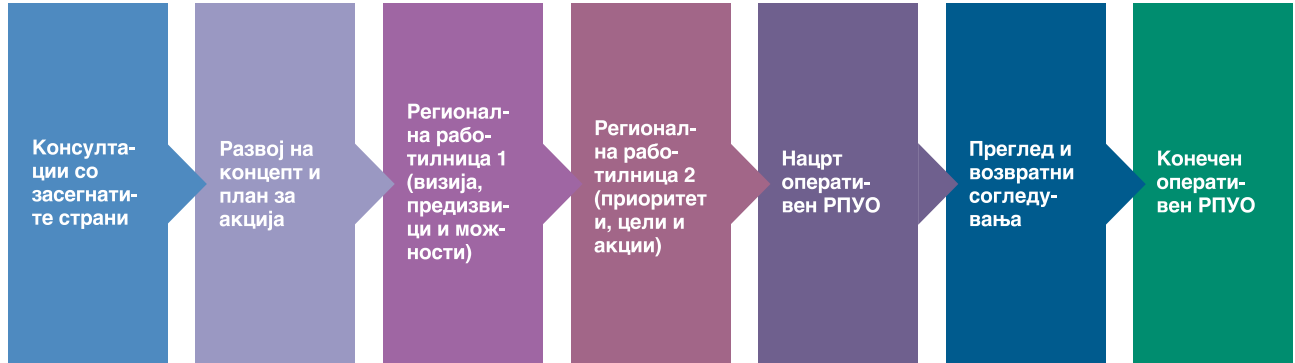 Консулта-
ции со
засегнати-
те страни
Развој на
концепт и
план за
акција
Регионал-
на рабо-
тилница 1
(визија,
предизви-
ци и мож-
ности)
Регионал-
на рабо-
тилница 2
(приоритет
и, цели и
акции)
Нацрт
операти-
вен РПУО
Преглед и
возвратни
согледу-
вања
Конечен
операти-
вен РПУО